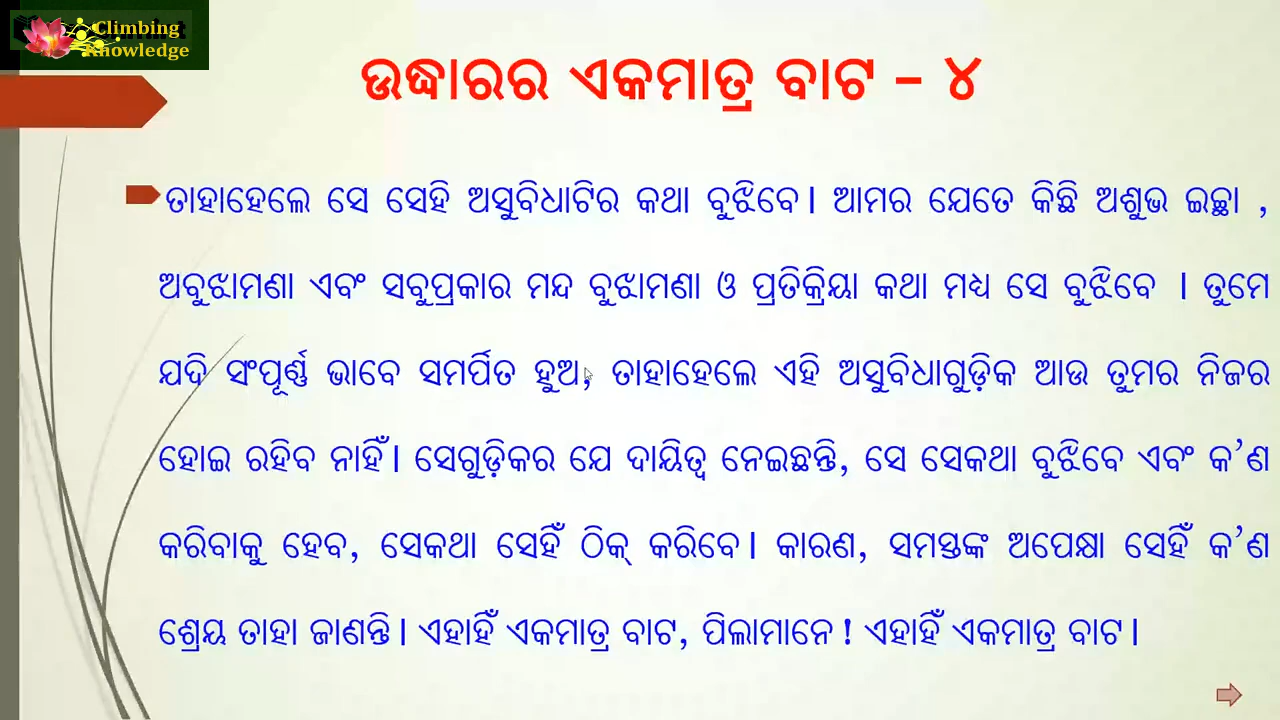 Climbing
Knowledge
ଉଦ୍ଧାରର ଏକମାତ୍ର ବାଟ – ୪
ତାହାହେଲେ ସେ ସେହି ଅସୁବିଧାଟିର କଥା ବୁଝିବେ। ଆମର ଯେତେ କିଛି ଅଶୁଭ ଇଚ୍ଛା ,
ଅବୁଝାମଣା ଏବଂ ସବୁପ୍ରକାର ମନ୍ଦ ବୁଝାମଣା ଓ ପ୍ରତିକ୍ରିୟା କଥା ମଧ୍ୟ ସେ ବୁଝିବେ । ତୁମେ
ଯଦି ସଂପୂର୍ଣ୍ଣ ଭାବେ ସମର୍ପିତ ହୁଅ, ତାହାହେଲେ ଏହି ଅସୁବିଧାଗୁଡ଼ିକ ଆଉ ତୁମର ନିଜର
ହୋଇ ରହିବ ନାହିଁ। ସେଗୁଡ଼ିକର ଯେ ଦାୟିତ୍ୱ ନେଇଛନ୍ତି, ସେ ସେକଥା ବୁଝିବେ ଏବଂ କ’ଣ
କରିବାକୁ ହେବ, ସେକଥା ସେହିଁ ଠିକ୍ କରିବେ। କାରଣ, ସମସ୍ତଙ୍କ ଅପେକ୍ଷା ସେହିଁ କ’ଣ
ଶ୍ରେୟ ତାହା ଜାଣନ୍ତି। ଏହାହିଁ ଏକମାତ୍ର ବାଟ, ପିଲାମାନେ! ଏହାହିଁ ଏକମାତ୍ର ବାଟ।